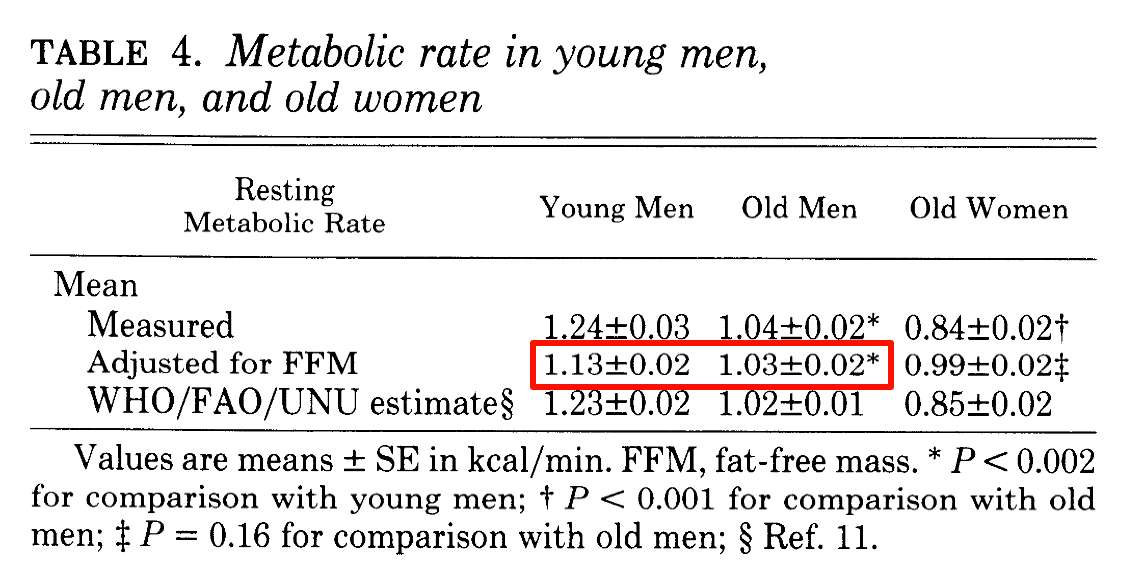 TABLE 4. Metabolic rate in young men,
old men, and old women
Resting
Metabolic Rate Young Men Old Men Old Women
Mean
Measured 1.24±0.03 1.04±0.02* 0.84±0.02†
Adjusted for FFM 1.13±0.02 1.03±0.02* 0.99±0.02‡
WHO/FAO/UNU estimate§ 1.23±0.02 1.02±0.01 0.85±0.02
Values are means ± SE in kcal/min. FFM, fat-free mass. * P < 0.002
for comparison with young men; † P < 0.001 for comparison with old
men; ‡ P = 0.16 for comparison with old men; § Ref. 11.